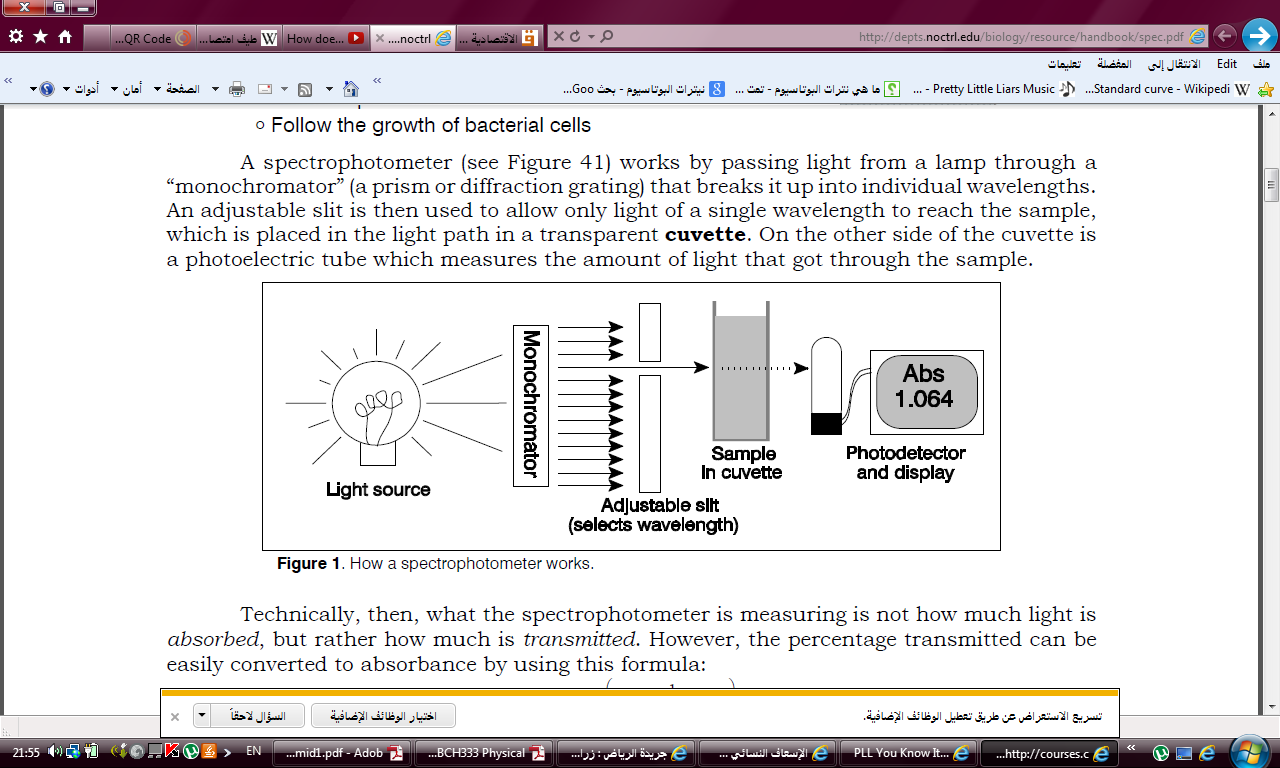 ...QR Code
طيف امتصا...
How doe...
...noctrl
الاقتصادية ...
http://depts.noctrl.edu/biology/resource/handbook/spec.pdf
ملف Edit الانتقال إلى المفضلة تعليمات
...Standard curve - Wikipedi
Pretty Little Liars Music - ...
ما هي نترات البوتاسيوم - تمت ...
نيترات البوتاسيوم - بحث Goo...
الصفحة أمان أدوات
o Follow the growth of bacterial cells
A spectrophotometer (see Figure 41) works by passing light from a lamp through a
“monochromator” (a prism or diffraction grating) that breaks it up into individual wavelengths.
An adjustable slit is then used to allow only light of a single wavelength to reach the sample,
which is placed in the light path in a transparent cuvette. On the other side of the cuvette is
a photoelectric tube which measures the amount of light that got through the sample.
Monochromator
Abs
1.064
Light source
Adjustable slit
(selects wavelength)
Sample
in cuvette
Photodetector
and display
Figure 1. How a spectrophotometer works.
Technically, then, what the spectrophotometer is measuring is not how much light is
absorbed, but rather how much is transmitted. However, the percentage transmitted can be
easily converted to absorbance by using this formula:
تسريع الاستعراض عن طريق تعطيل الوظائف الإضافية.
اختيار الوظائف الإضافية
السؤال لاحقاً
21:55
EN
...mid1.pdf - Adob
...BCH333 Physical
جريدة الرياض : زرا...
الإسعاف النسائي ...
PLL You Know It...
...http://courses.c